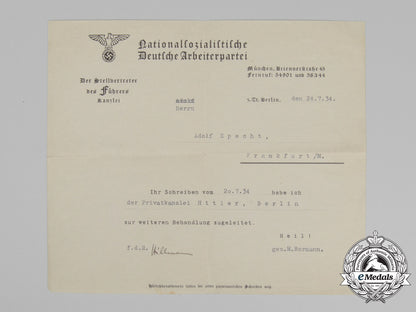 Nationalsozialistische
Deutsche Arbeiterpartei
Der Stellvertreter
des Führers
Kanzlei
München, Briennerstraße 45
Fernruf: 54901 und 56344
z.Zt. Berlin, den 24.7.34.
Herrn
Adolf Specht,
Frankfurt/M.
Ihr Schreiben vom 20.7.34 habe ich
der Privatkanzlei Hitler, Berlin
zur weiteren Behandlung zugeleitet.
Heil!
f.d.R.
gez.M.Bormann.
eMedals